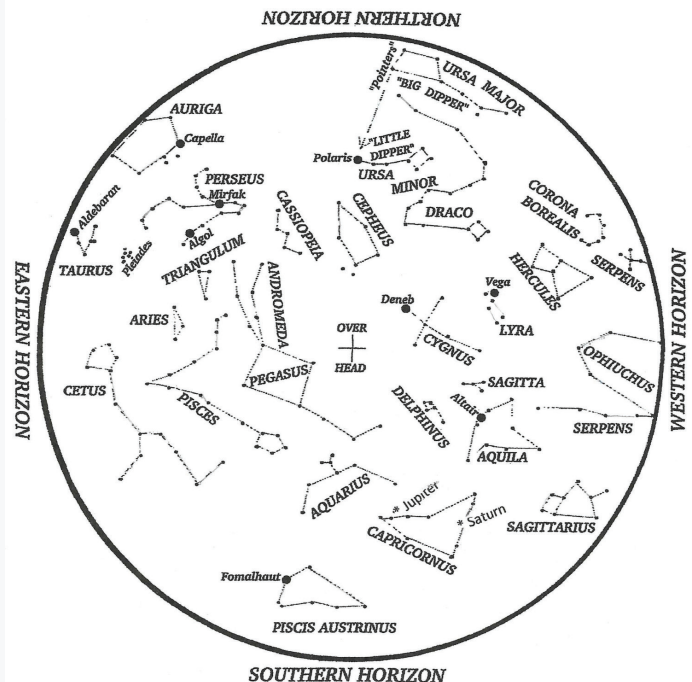 NORTHERN HORIZON
"Pointers"
URSA MAJOR
"BIG DIPPER"
AURIGA
Capella
"LITTLE
DIPPER"
Polaris
URSA
MINOR
PERSEUS
Mirfak
Aldebaran
CASSIOPEIA
CEPHEUS
DRACO
CORONA
BOREALIS
Algol
Pleiades
TAURUS
TRIANGULUM
HERCULES
SERPENS
EASTERN HORIZON
WESTERN HORIZON
ANDROMEDA
Vega
Deneb
LYRA
ARIES
OVER
HEAD
CYGNUS
OPHIUCHUS
PEGASUS
CETUS
PISCES
SAGITTA
DELPHINUS
Altair
SERPENS
AQUILA
AQUARIUS
* Jupiter
* Saturn
CAPRICORNUS
SAGITTARIUS
Fomalhaut
PISCIS AUSTRINUS
SOUTHERN HORIZON